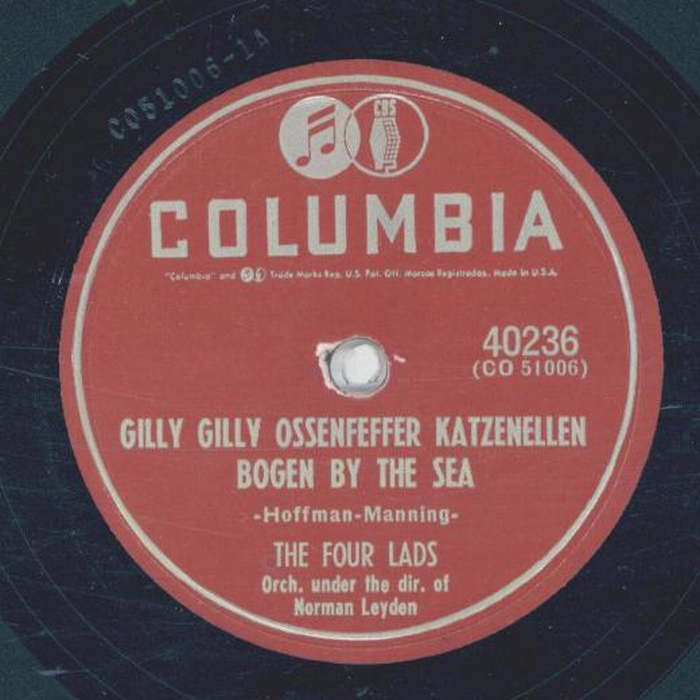 CO51006-1A
CBS
COLUMBIA
"Columbia" and Trade Marks Reg. U.S. Pat. Off. Marcas Registradas. Made in U.S.A.
40236
(CO 51006)
GILLY GILLY OSSENFEFFER KATZENELLEN
BOGEN BY THE SEA
-Hoffman-Manning-
THE FOUR LADS
Orch. under the dir. of
Norman Leyden